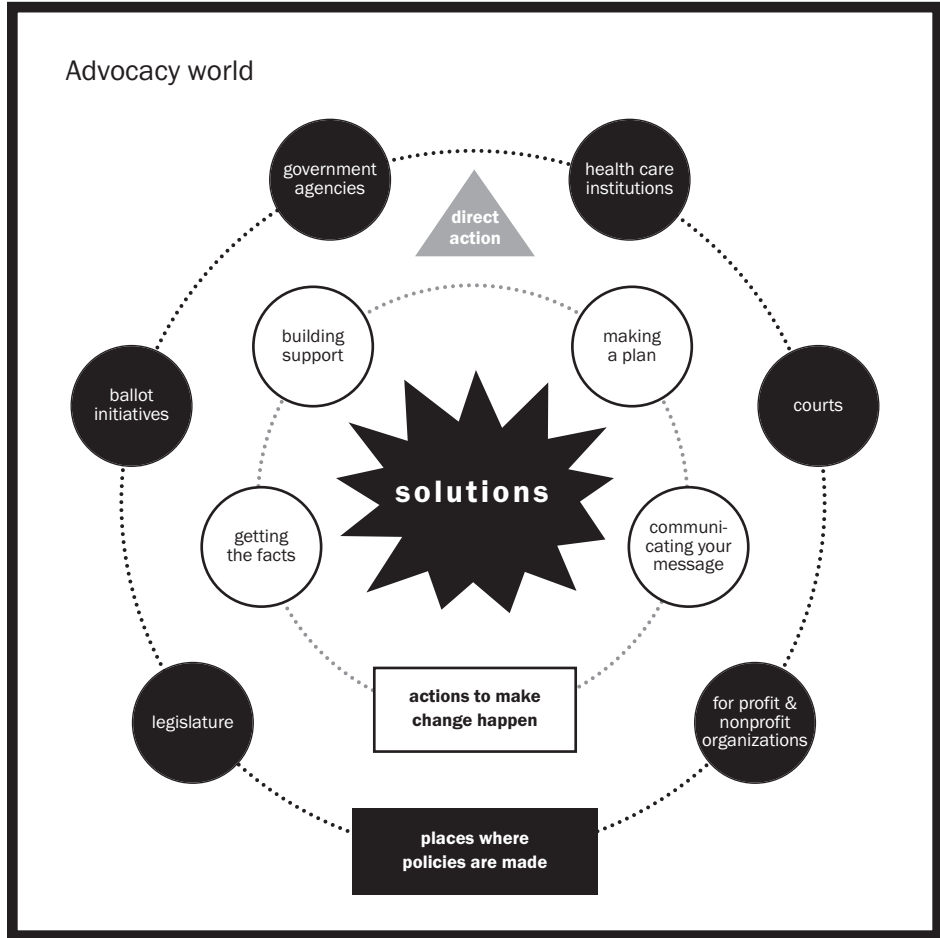 Advocacy world
government
agencies
health care
institutions
direct
action
building
support
making
a plan
ballot
initiatives
courts
solutions
getting
the facts
communi-
cating your
message
actions to make
change happen
legislature
for profit &
nonprofit
organizations
places where
policies are made